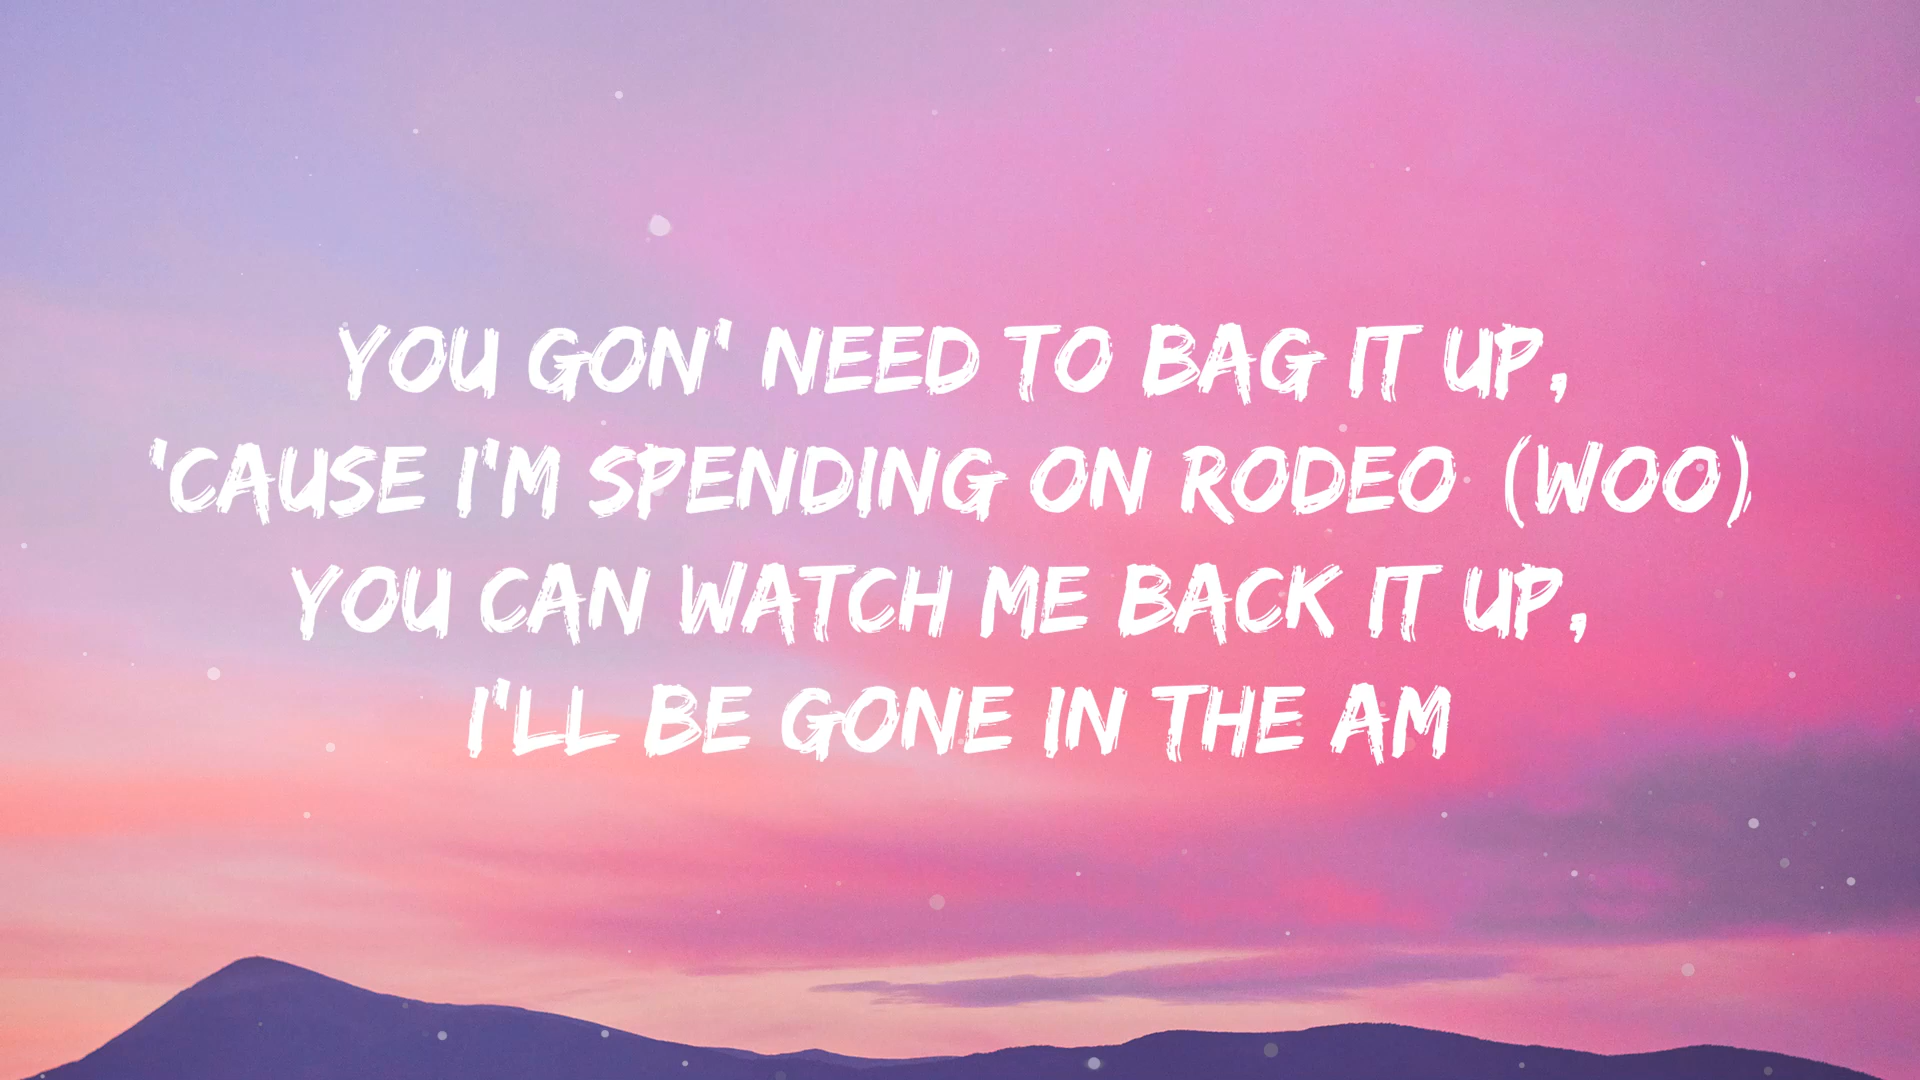 YOU GON' NEED TO BAG IT UP,
'CAUSE I'M SPENDING ON RODEO (WOO)
YOU CAN WATCH ME BACK IT UP,
I'LL BE GONE IN THE AM